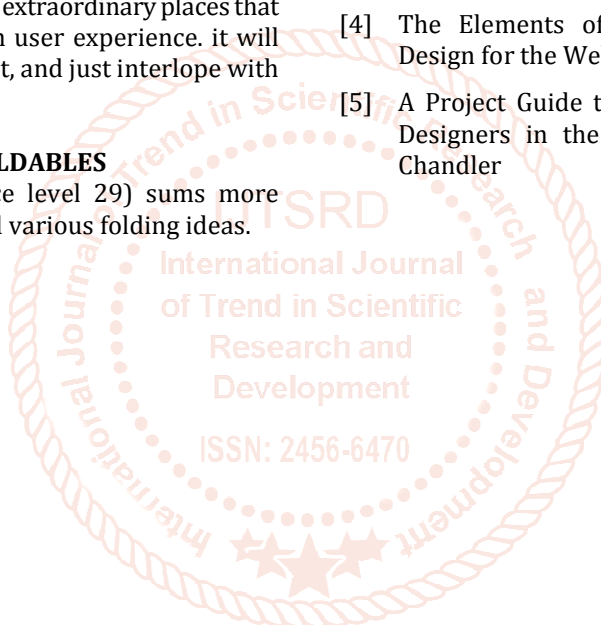 extraordinary places that
n user experience. it will
t, and just interlope with
LDABLES
ce level 29) sums more
various folding ideas.
[4] The Elements of
Design for the We
[5] A Project Guide t
Designers in the
Chandler
International Journal of Trend in Scientific Research and Development
IJTSRD
International Journal
of Trend in Scientific
Research and
Development
ISSN: 2456-6470